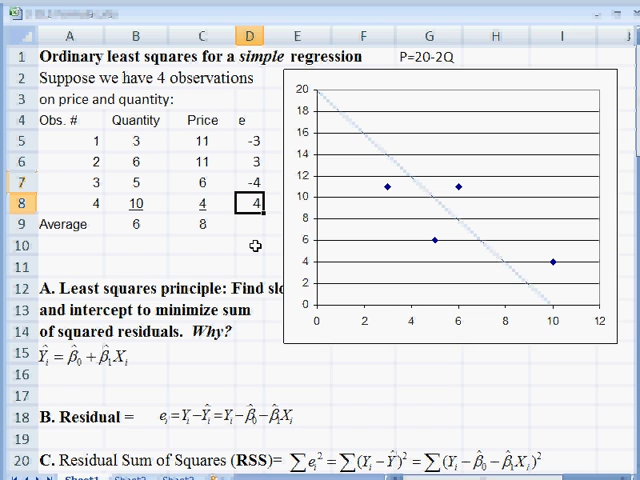 A B C D E F G H I J
1 Ordinary least squares for a simple regression P=20-2Q
2 Suppose we have 4 observations
3 on price and quantity:
4 Obs. # Quantity Price e
5 1 3 11 -3
6 2 6 11 3
7 3 5 6 -4
8 4 10 4 4
9 Average 6 8
10
11
12 A. Least squares principle: Find slo
13 and intercept to minimize sum
14 of squared residuals. Why?
15 Ŷᵢ = β̂₀ + β̂₁Xᵢ
16
17
18 B. Residual = eᵢ=Yᵢ−Ŷᵢ=Yᵢ−β̂₀−β̂₁Xᵢ
19
20 C. Residual Sum of Squares (RSS)= ∑eᵢ² = ∑(Yᵢ−Ŷ)² = ∑(Yᵢ−β̂₀−β̂₁Xᵢ)²
20
18
16
14
12
10
8
6
4
2
0
0 2 4 6 8 10 12
Sheet1 Sheet2 Sheet3